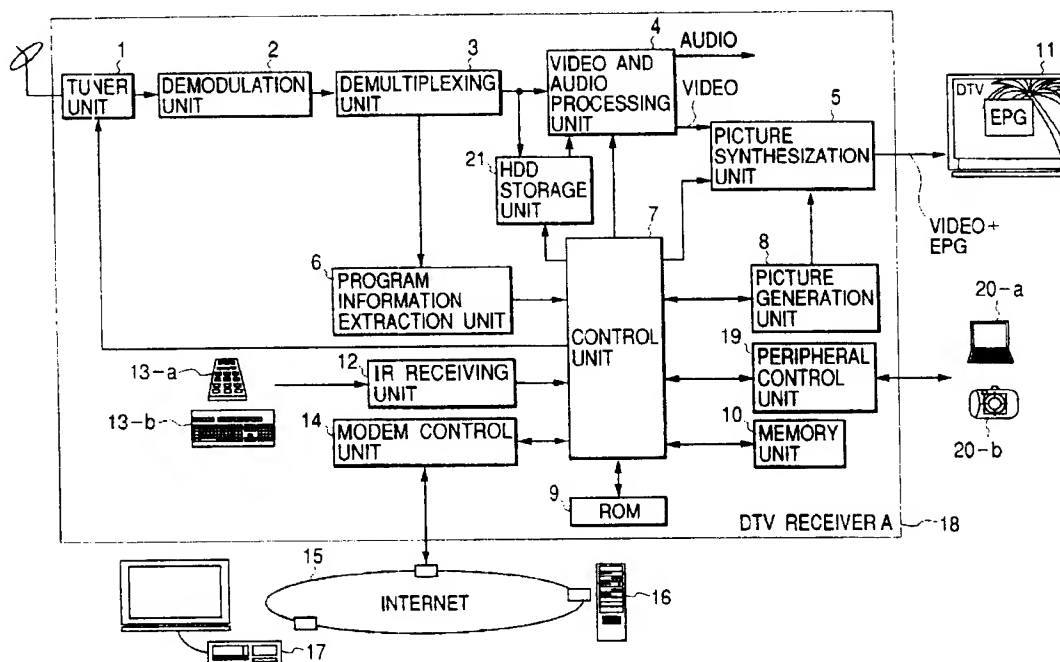 1
TUNER
UNIT
2
DEMODULATION
UNIT
3
DEMULTIPLEXING
UNIT
4
VIDEO AND
AUDIO
PROCESSING
UNIT
AUDIO
VIDEO
5
PICTURE
SYNTHESIZATION
UNIT
11
DTV
EPG
VIDEO+
EPG
21
HDD
STORAGE
UNIT
6
PROGRAM
INFORMATION
EXTRACTION UNIT
7
CONTROL
UNIT
8
PICTURE
GENERATION
UNIT
13-a
13-b
12
IR RECEIVING
UNIT
14
MODEM CONTROL
UNIT
19
PERIPHERAL
CONTROL
UNIT
20-a
20-b
10
MEMORY
UNIT
9
ROM
DTV RECEIVER A
18
15
INTERNET
16
17